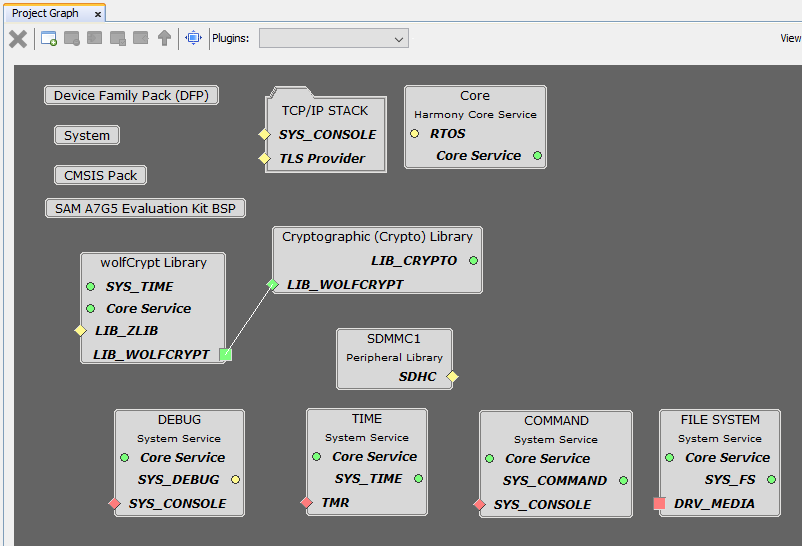 Project Graph
Plugins:
View
Device Family Pack (DFP)
System
CMSIS Pack
SAM A7G5 Evaluation Kit BSP
TCP/IP STACK
SYS_CONSOLE
TLS Provider
Core
Harmony Core Service
RTOS
Core Service
wolfCrypt Library
SYS_TIME
Core Service
LIB_ZLIB
LIB_WOLFCRYPT
Cryptographic (Crypto) Library
LIB_CRYPTO
LIB_WOLFCRYPT
SDMMC1
Peripheral Library
SDHC
DEBUG
System Service
Core Service
SYS_DEBUG
SYS_CONSOLE
TIME
System Service
Core Service
SYS_TIME
TMR
COMMAND
System Service
Core Service
SYS_COMMAND
SYS_CONSOLE
FILE SYSTEM
System Service
Core Service
SYS_FS
DRV_MEDIA